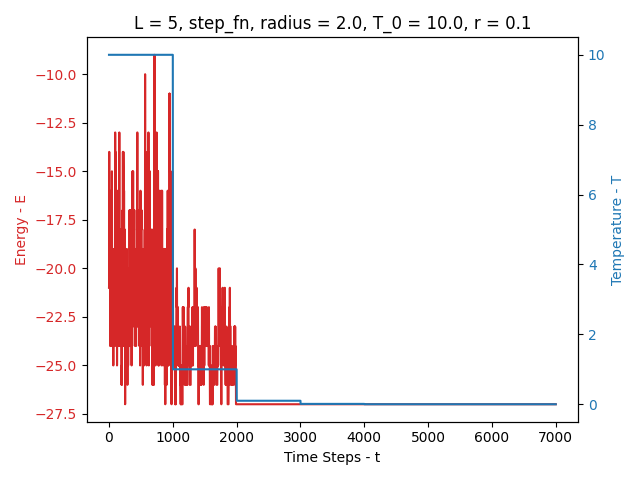 L = 5, step_fn, radius = 2.0, T_0 = 10.0, r = 0.1
−10.0
−12.5
−15.0
−17.5
−20.0
−22.5
−25.0
−27.5
Energy - E
10
8
6
4
2
0
Temperature - T
0 1000 2000 3000 4000 5000 6000 7000
Time Steps - t